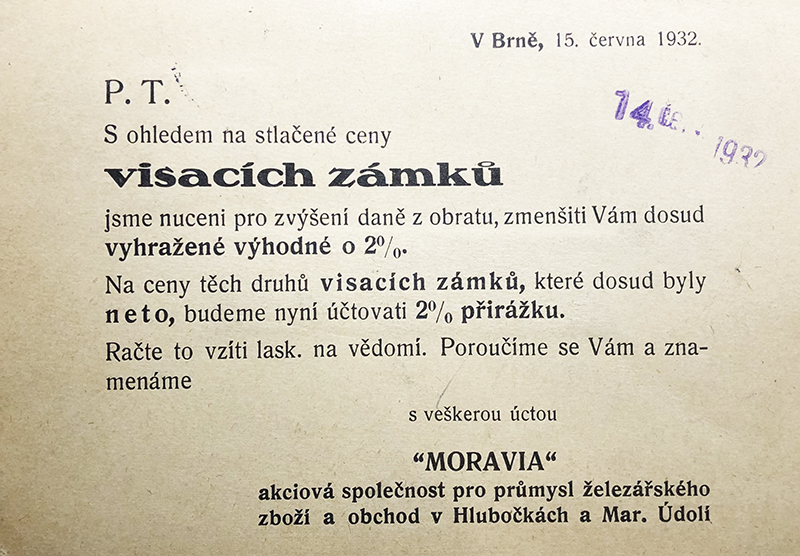 V Brně, 15. června 1932.
P. T.
14. 1932
S ohledem na stlačené ceny
visacích zámků
jsme nuceni pro zvýšení daně z obratu, zmenšiti Vám dosud
vyhražené výhodné o 2%.
Na ceny těch druhů visacích zámků, které dosud byly
neto, budeme nyní účtovati 2% přirážku.
Račte to vzíti lask. na vědomí. Poroučíme se Vám a zna-
menáme
s veškerou úctou
“MORAVIA“
akciová společnost pro průmysl železářského
zboží a obchod v Hlubočkách a Mar. Údolí